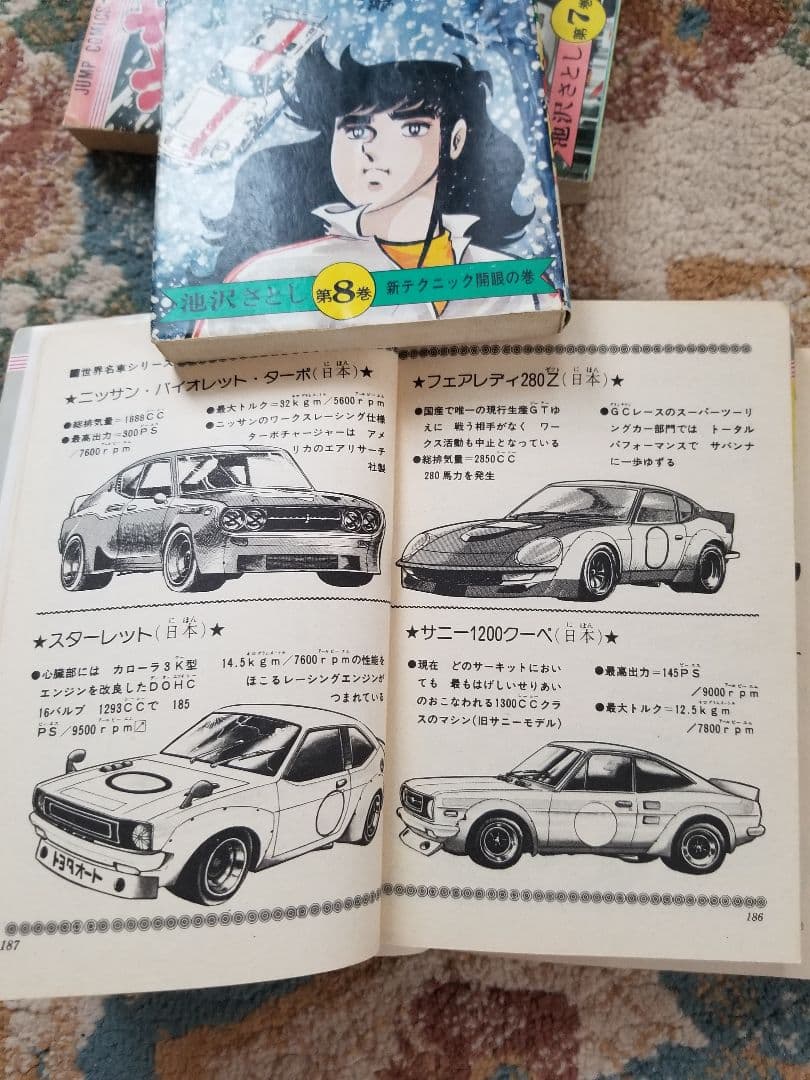 JUMP COMICS
第7巻
池沢さとし
池沢さとし
第8巻
新テクニック開眼の巻
★フェアレディ280Z(日本)★
●国産で唯一の現行生産GTゆ
えに 戦う相手がなく ワー
クス活動も中止となっている
●総排気量=2850CC
280馬力を発生
●GCレースのスーパーツーリ
ングカー部門では トータル
パフォーマンスで サバンナ
に一歩ゆずる
★サニー1200クーペ(日本)★
●現在 どのサーキットにおい
ても 最もはげしいせりあい
のおこなわれる1300CCクラ
スのマシン(旧サニーモデル)
●最高出力=145PS
/9000rpm
●最大トルク=12.5kgm
/7800rpm
186
■世界名車シリーズ
★ニッサン・バイオレット・ターボ(日本)★
●総排気量=1888CC
●最高出力=300PS
/7600rpm
●最大トルク=32kgm/5600rpm
●ニッサンのワークスレーシング仕様
ターボチャージャーは アメ
リカのエアリサーチ
社製
★スターレット(日本)★
●心臓部には カローラ3K型
エンジンを改良したDOHC
16バルブ 1293CCで 185
PS/9500rpm
14.5kgm/7600rpmの性能を
ほこるレーシングエンジンが
つまれている
トヨタオート
187